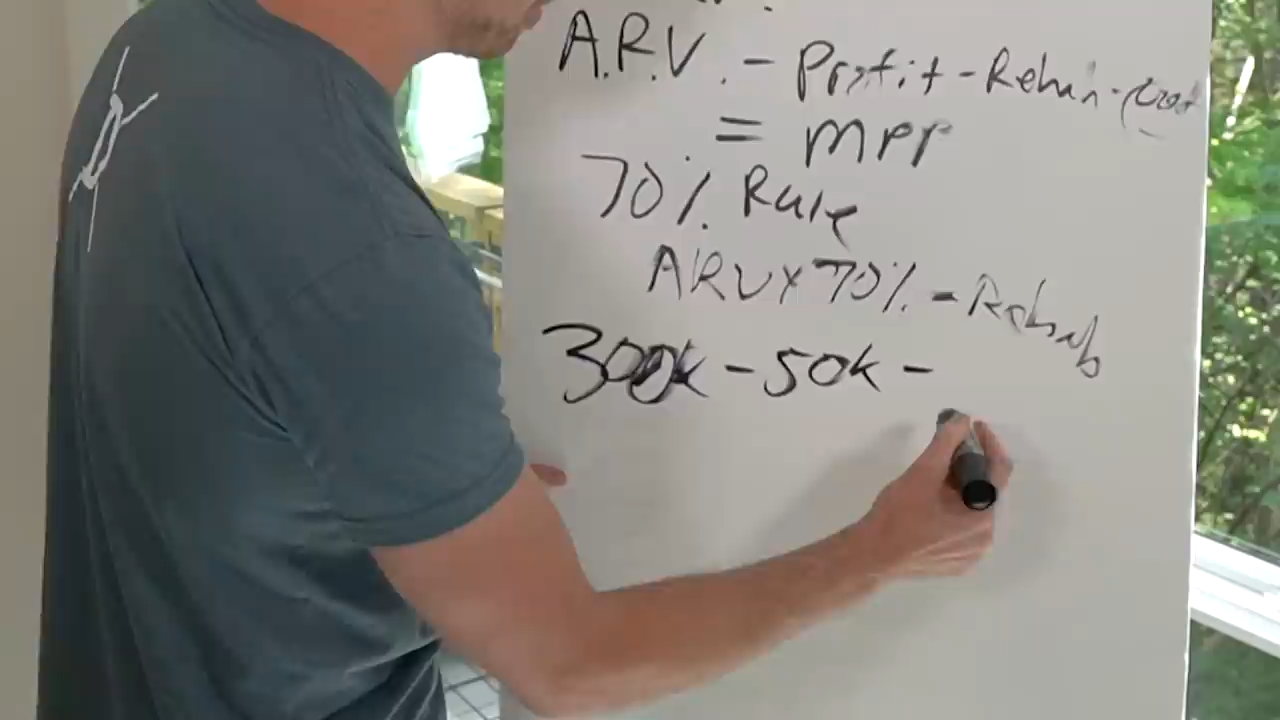 A.R.V. - Profit - Rehab - Cost
= MPP
70% Rule
ARV x 70% - Rehab
300k - 50k -